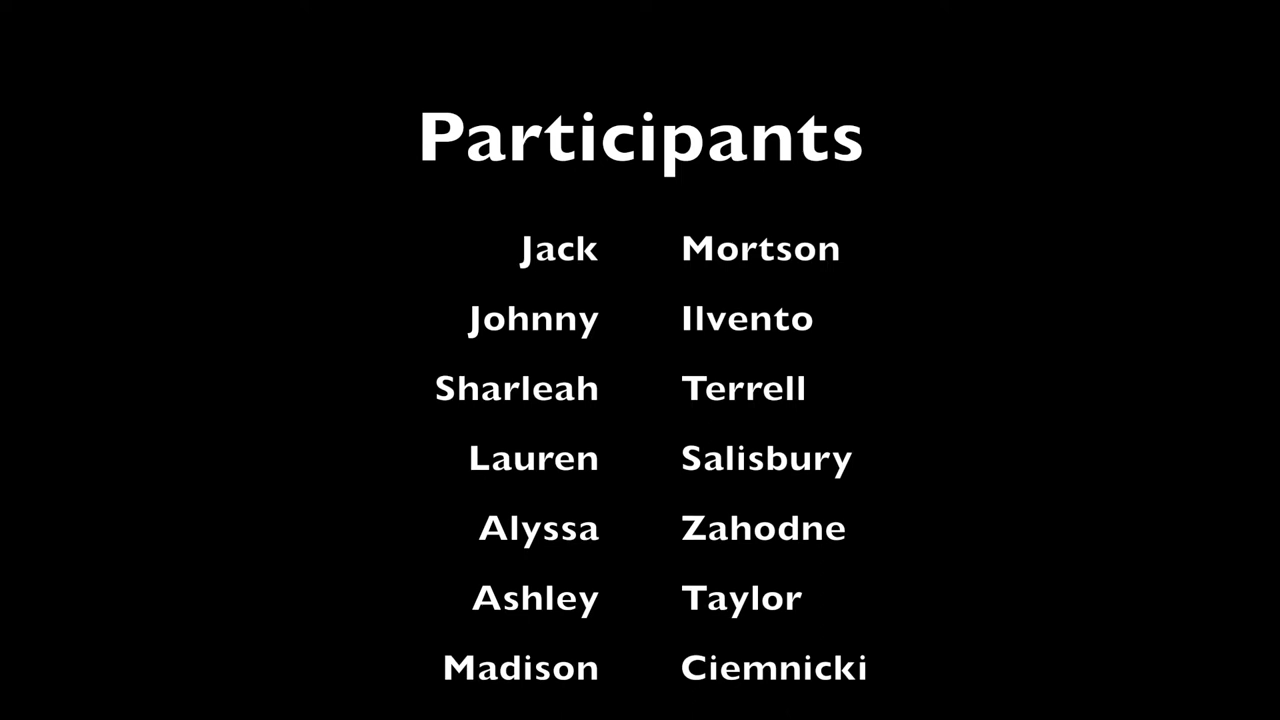 Participants
Jack Mortson
Johnny Ilvento
Sharleah Terrell
Lauren Salisbury
Alyssa Zahodne
Ashley Taylor
Madison Ciemnicki